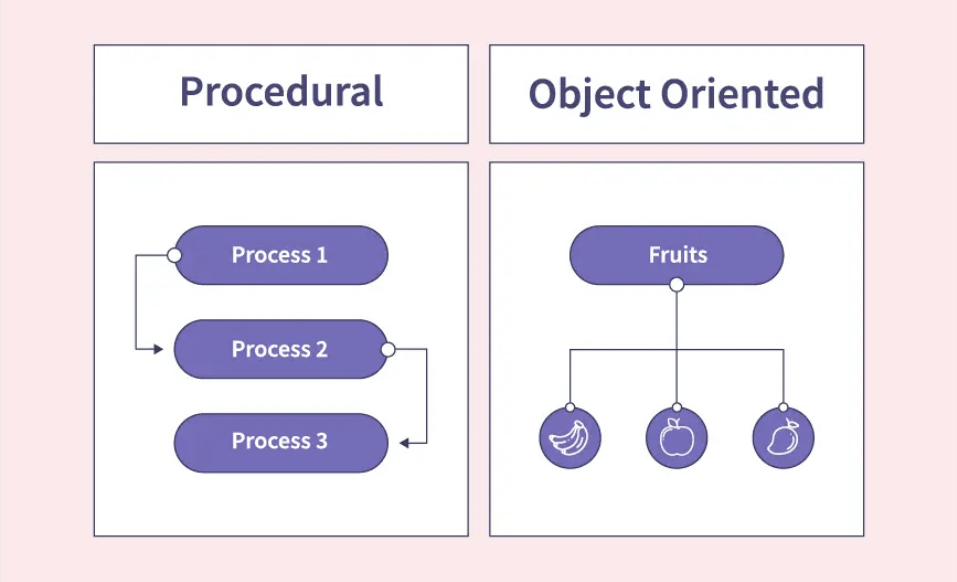 Procedural
Object Oriented
Process 1
Process 2
Process 3
Fruits